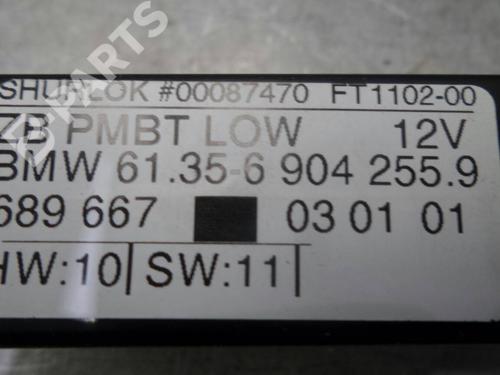 SHURLOK #00087470 FT1102-00
ZB PMBT LOW 12V
BMW 61.35-6 904 255.9
689 667 03 01 01
HW:10 SW:11
B-PARTS